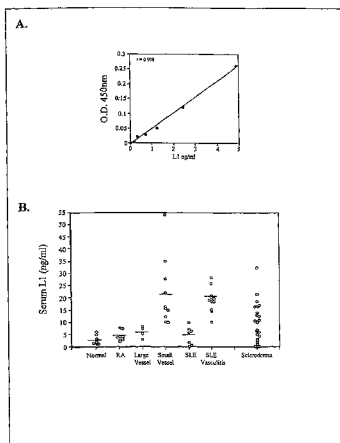 A.
0.3
0.25
0.2
0.15
0.1
0.05
0
O.D. 450nm
0 1 2 3 4 5
L1 ng/ml
B.
55
50
45
40
35
30
25
20
15
10
5
0
Serum L1 (ng/ml)
Normal RA Large Vessel Small Vessel SLE SLE Vasculitis Scleroderma